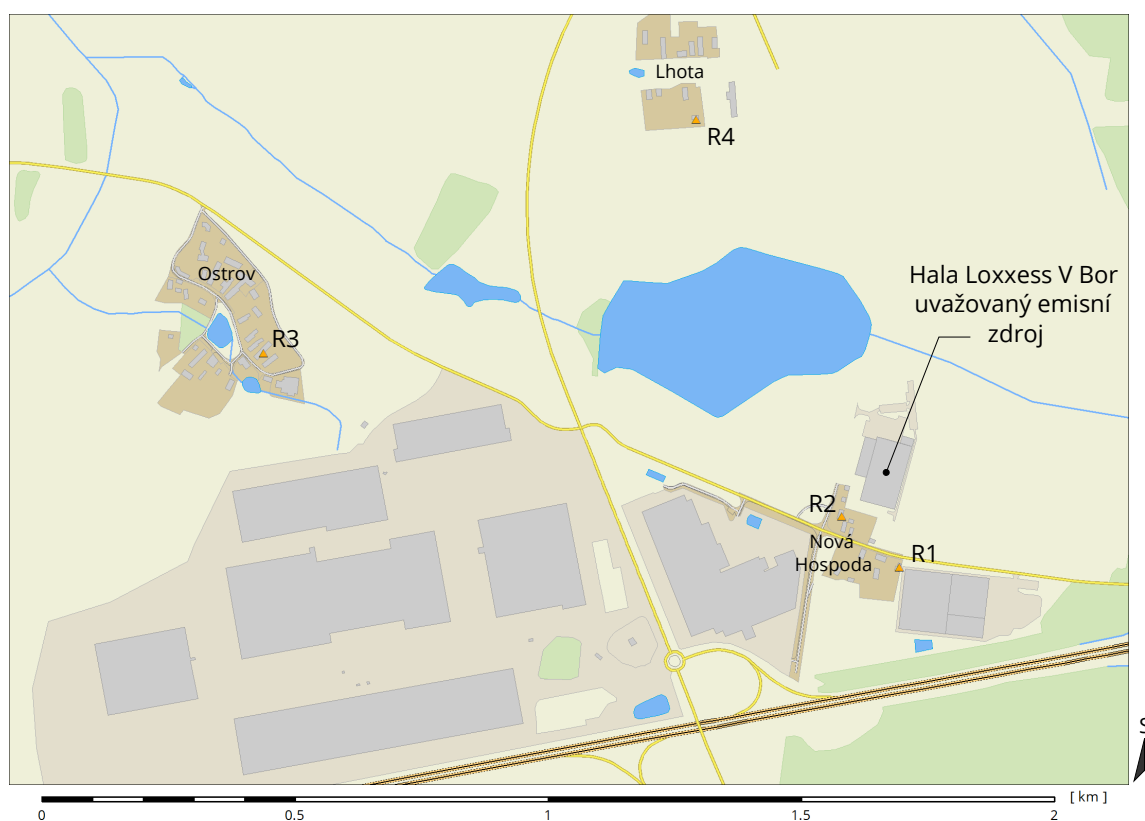 Lhota
R4
Ostrov
Hala Loxxess V Bor
uvažovaný emisní
zdroj
R3
R2
Nová
Hospoda
R1
S
[ km ]
0
0.5
1
1.5
2